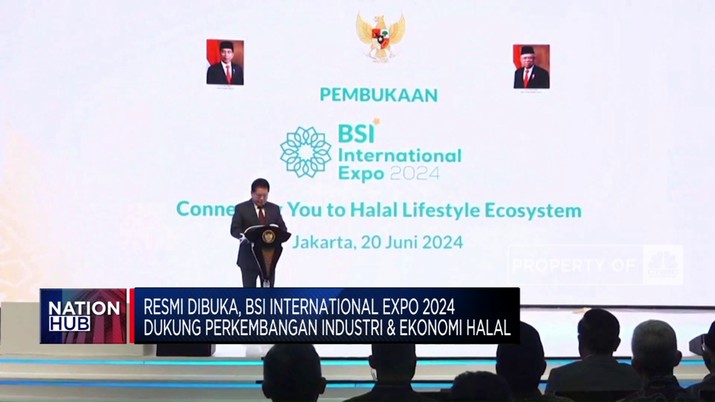 PEMBUKAAN
BSI
International
Expo 2024
You to Halal Lifestyle Ecosystem
Jakarta, 20 Juni 2024
PROPERTY OF
NATION
HUB
RESMI DIBUKA, BSI INTERNATIONAL EXPO 2024
DUKUNG PERKEMBANGAN INDUSTRI & EKONOMI HALAL